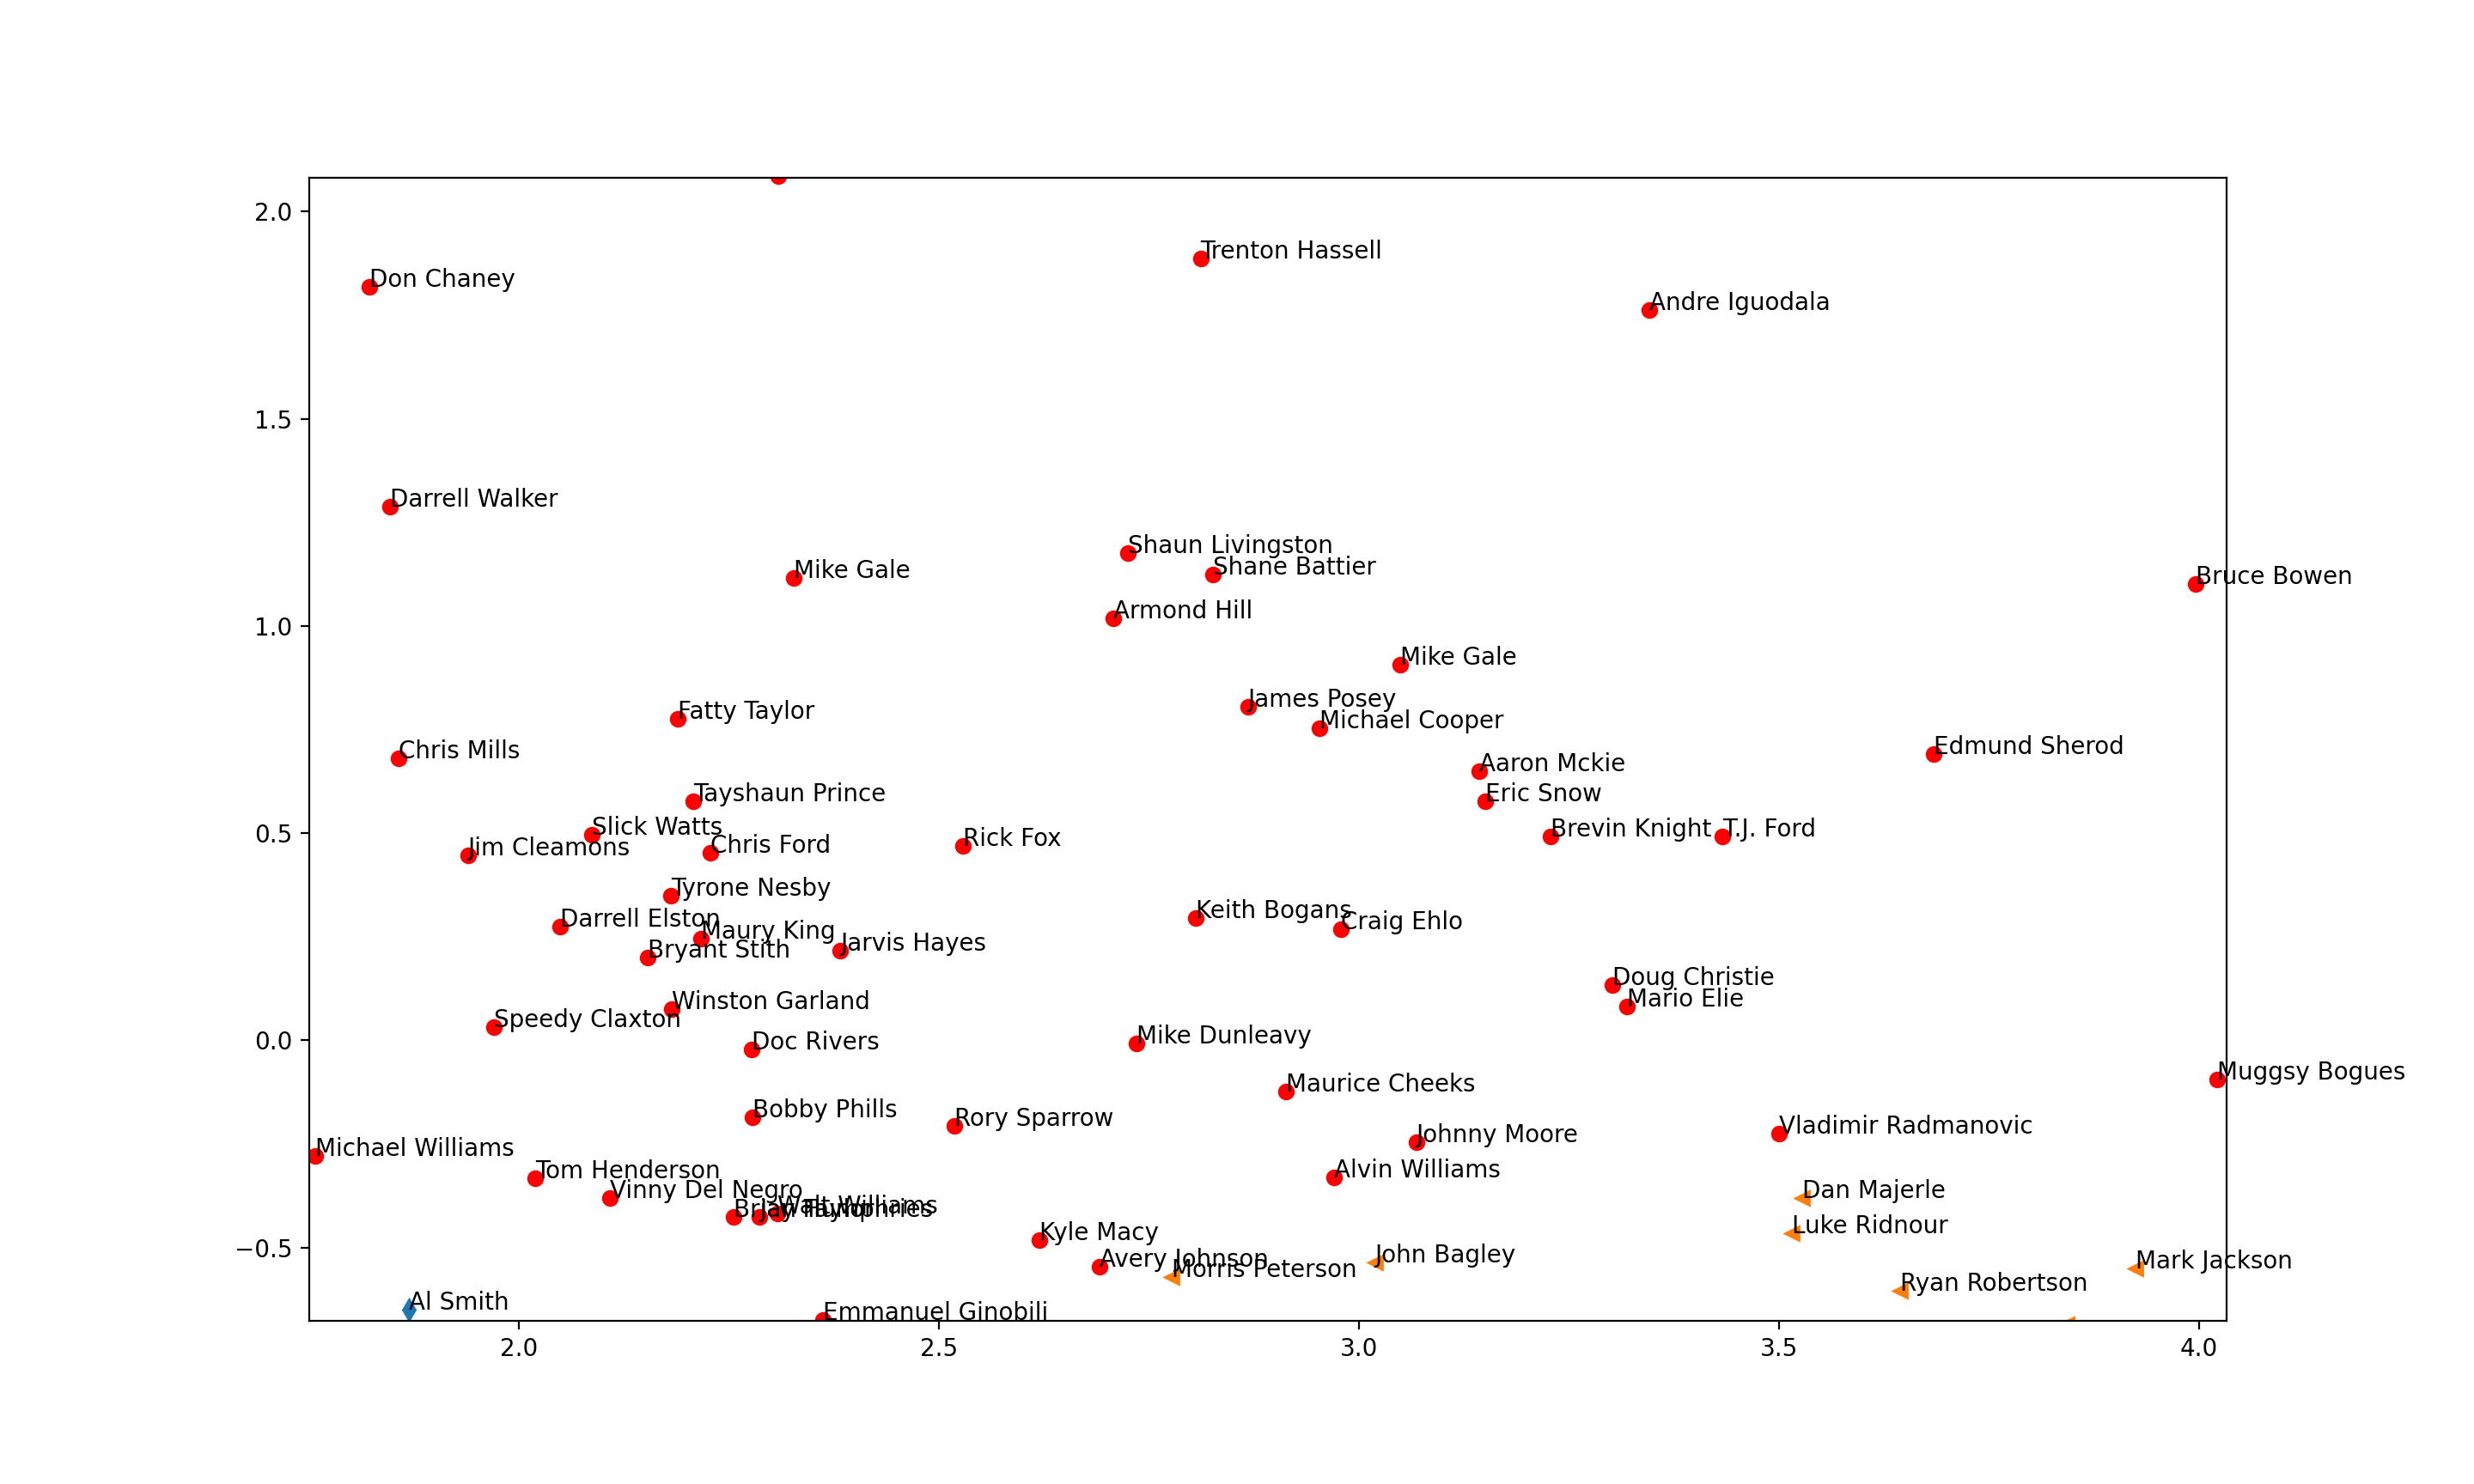 2.0
Trenton Hassell
Don Chaney
Andre Iguodala
1.5
Darrell Walker
Shaun Livingston
Shane Battier
Mike Gale
Bruce Bowen
Armond Hill
1.0
Mike Gale
James Posey
Fatty Taylor
Michael Cooper
Edmund Sherod
Chris Mills
Aaron Mckie
Tayshaun Prince
Eric Snow
Slick Watts
Brevin Knight
T.J. Ford
0.5
Rick Fox
Jim Cleamons
Chris Ford
Tyrone Nesby
Keith Bogans
Darrell Elston
Craig Ehlo
Maury King
Jarvis Hayes
Bryant Stith
Doug Christie
Mario Elie
Winston Garland
Speedy Claxton
0.0
Mike Dunleavy
Doc Rivers
Muggsy Bogues
Maurice Cheeks
Bobby Phills
Rory Sparrow
Vladimir Radmanovic
Johnny Moore
Michael Williams
Tom Henderson
Alvin Williams
Vinny Del Negro
Dan Majerle
Walt Williams
Brian Taylor
Jay Humphries
Luke Ridnour
Kyle Macy
−0.5
John Bagley
Avery Johnson
Mark Jackson
Morris Peterson
Ryan Robertson
Al Smith
Emmanuel Ginobili
2.0
2.5
3.0
3.5
4.0